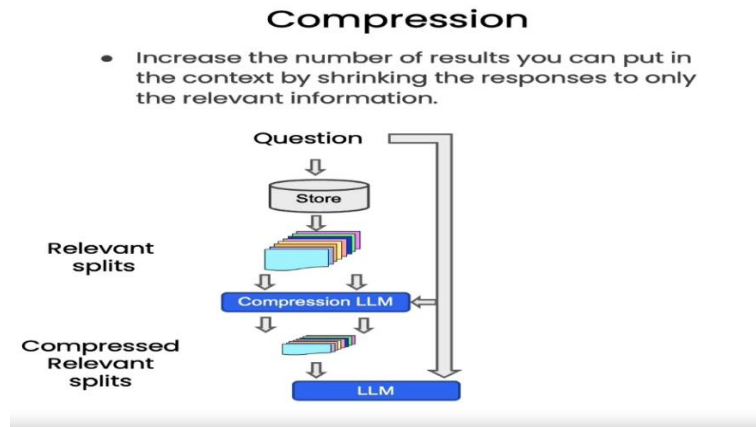 Compression
● Increase the number of results you can put in
the context by shrinking the responses to only
the relevant information.
Question
Store
Relevant
splits
Compression LLM
Compressed
Relevant
splits
LLM